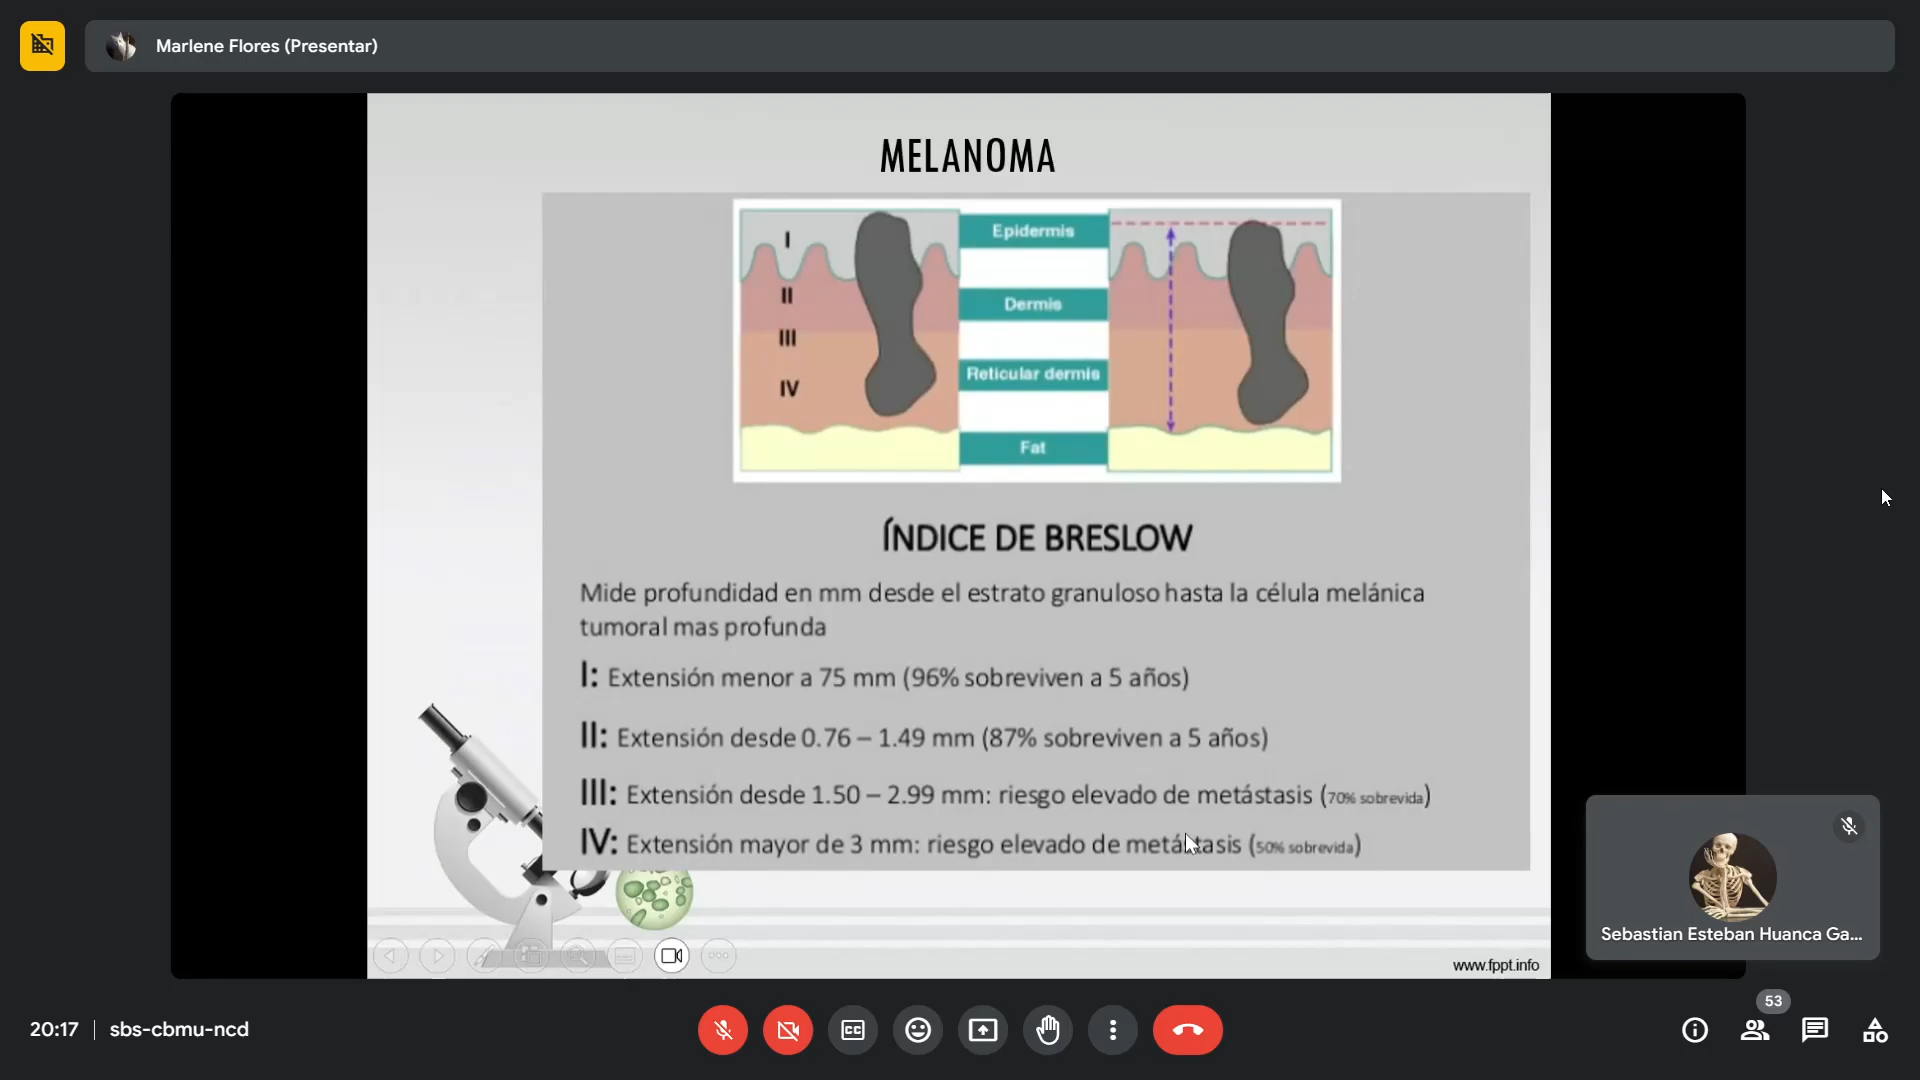 Marlene Flores (Presentar)
MELANOMA
I
II
III
IV
Epidermis
Dermis
Reticular dermis
Fat
ÍNDICE DE BRESLOW
Mide profundidad en mm desde el estrato granuloso hasta la célula melánica
tumoral mas profunda
I: Extensión menor a 75 mm (96% sobreviven a 5 años)
II: Extensión desde 0.76 – 1.49 mm (87% sobreviven a 5 años)
III: Extensión desde 1.50 – 2.99 mm: riesgo elevado de metástasis (70% sobrevida)
IV: Extensión mayor de 3 mm: riesgo elevado de metástasis (50% sobrevida)
www.fppt.info
Sebastian Esteban Huanca Ga...
20:17
sbs-cbmu-ncd
CC
53